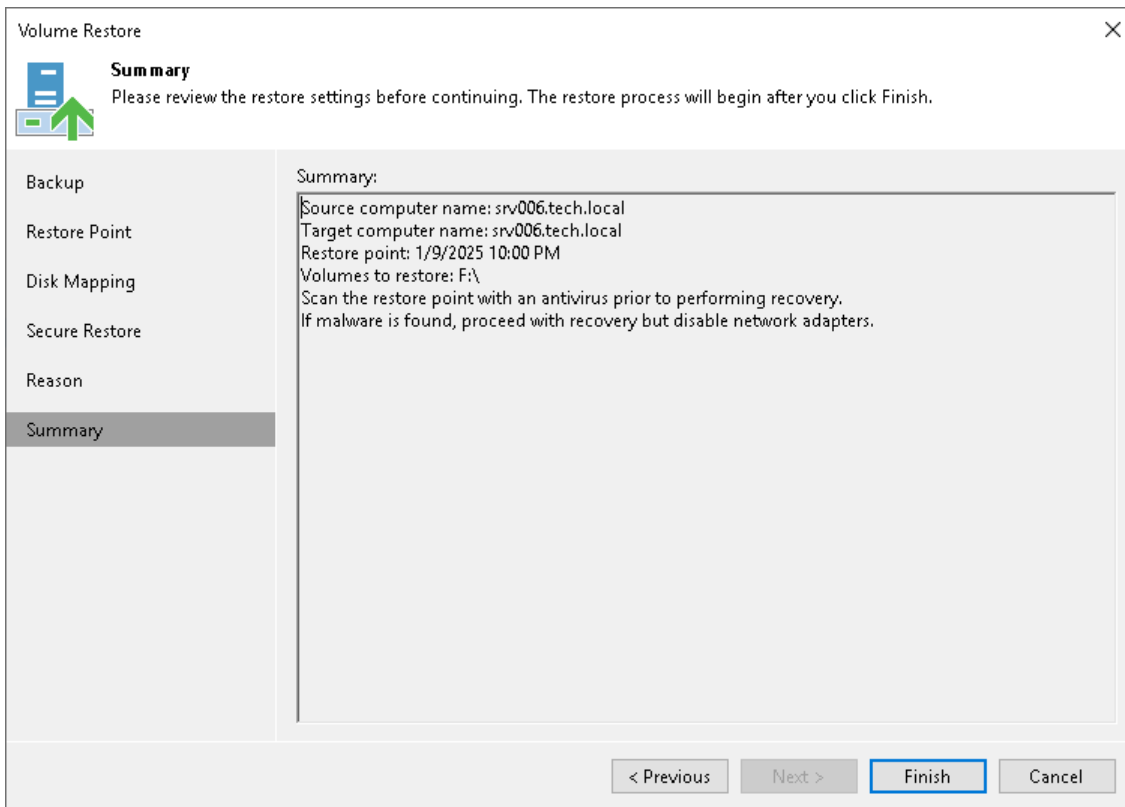 Volume Restore
Summary
Please review the restore settings before continuing. The restore process will begin after you click Finish.
Backup
Restore Point
Disk Mapping
Secure Restore
Reason
Summary
Summary:
Source computer name: srv006.tech.local
Target computer name: srv006.tech.local
Restore point: 1/9/2025 10:00 PM
Volumes to restore: F:\
Scan the restore point with an antivirus prior to performing recovery.
If malware is found, proceed with recovery but disable network adapters.
< Previous
Next >
Finish
Cancel